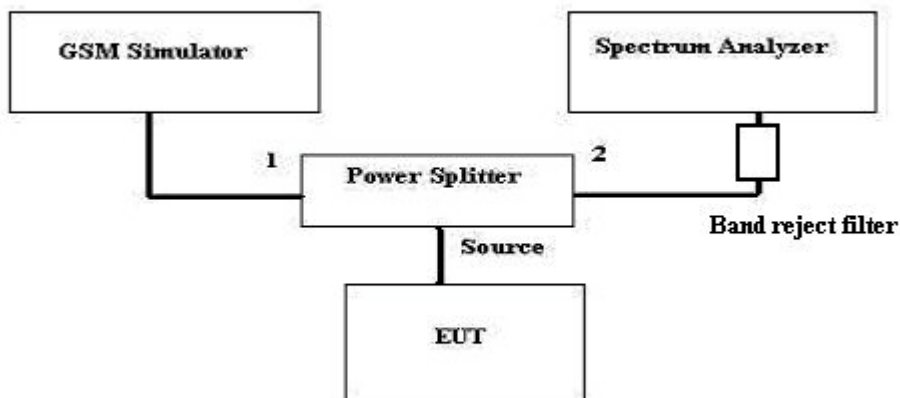 GSM Simulator
Spectrum Analyzer
1
2
Power Splitter
Band reject filter
Source
EUT